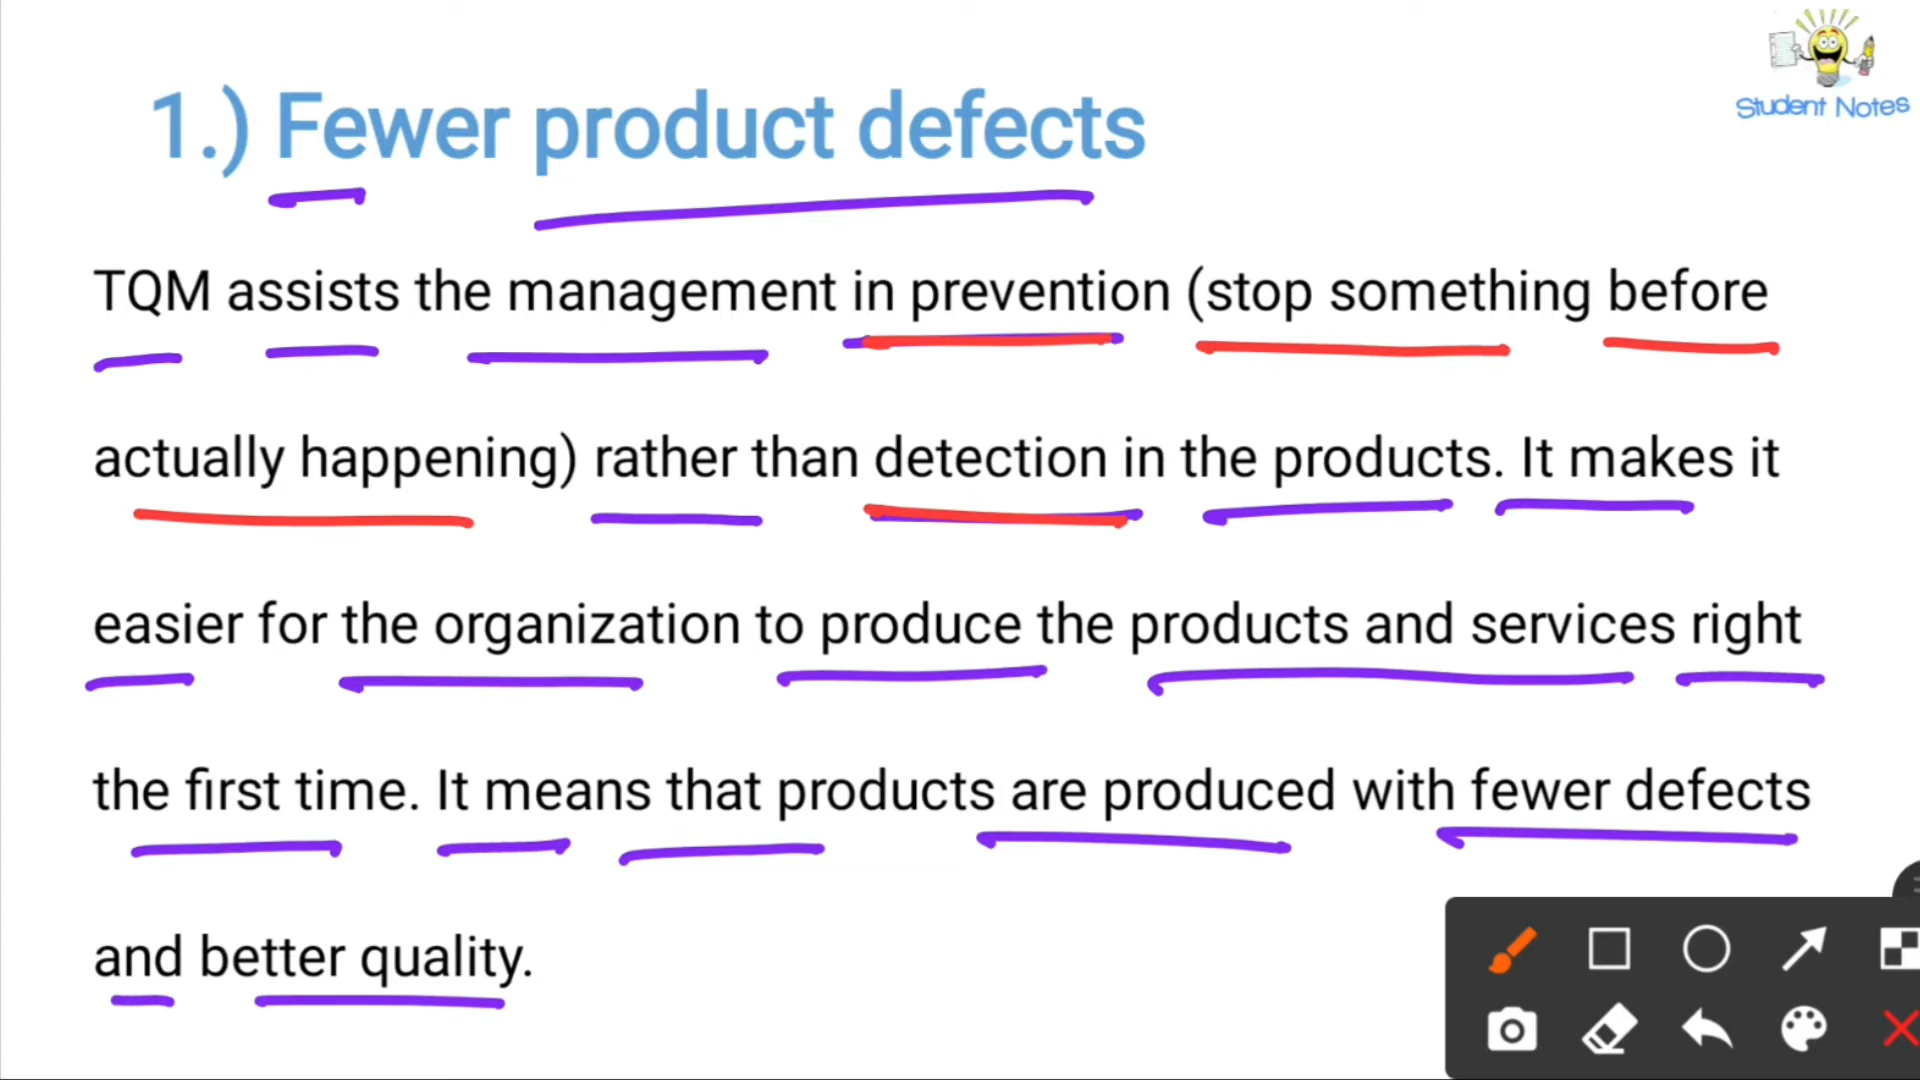 Student Notes
1.) Fewer product defects
TQM assists the management in prevention (stop something before
actually happening) rather than detection in the products. It makes it
easier for the organization to produce the products and services right
the first time. It means that products are produced with fewer defects
and better quality.